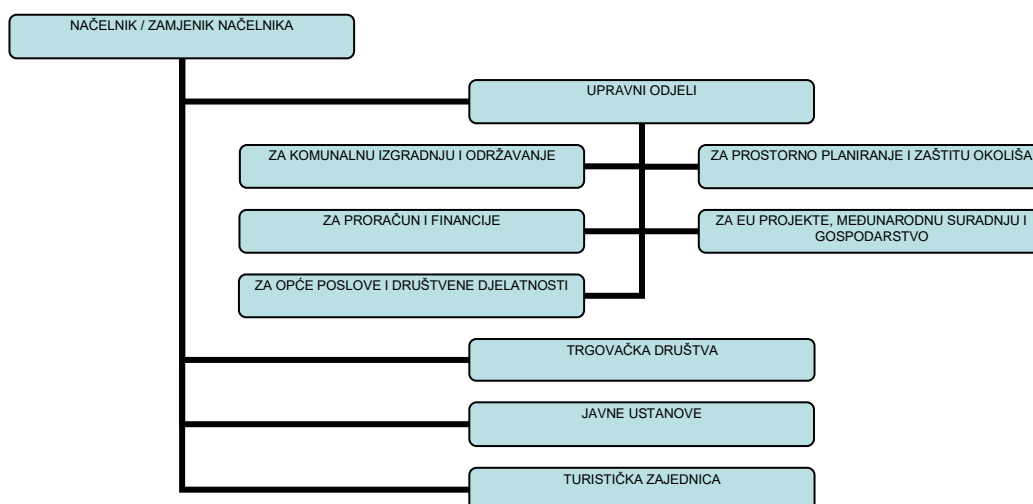 NAČELNIK / ZAMJENIK NAČELNIKA
UPRAVNI ODJELI
ZA KOMUNALNU IZGRADNJU I ODRŽAVANJE
ZA PROSTORNO PLANIRANJE I ZAŠTITU OKOLIŠA
ZA PRORAČUN I FINANCIJE
ZA EU PROJEKTE, MEĐUNARODNU SURADNJU I
GOSPODARSTVO
ZA OPĆE POSLOVE I DRUŠTVENE DJELATNOSTI
TRGOVAČKA DRUŠTVA
JAVNE USTANOVE
TURISTIČKA ZAJEDNICA